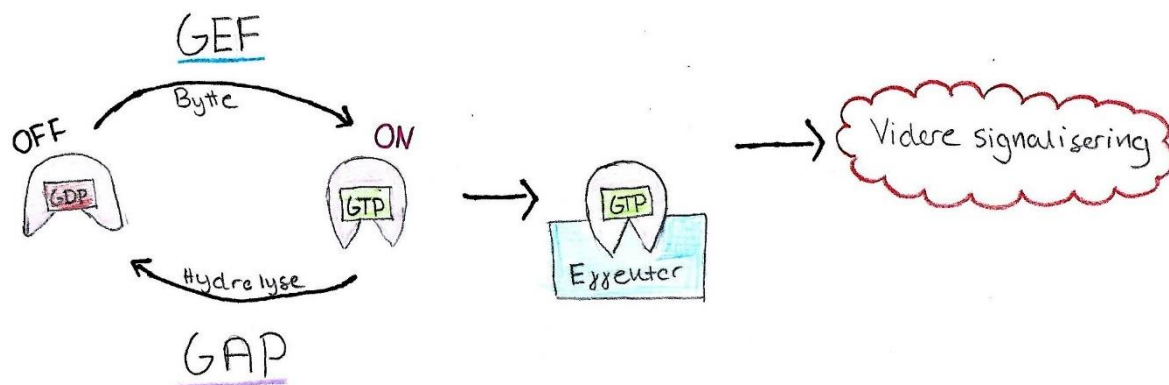 GEF
Bytte
OFF
ON
GDP
GTP
Hydrolyse
GAP
GTP
Effektor
Videre signalisering